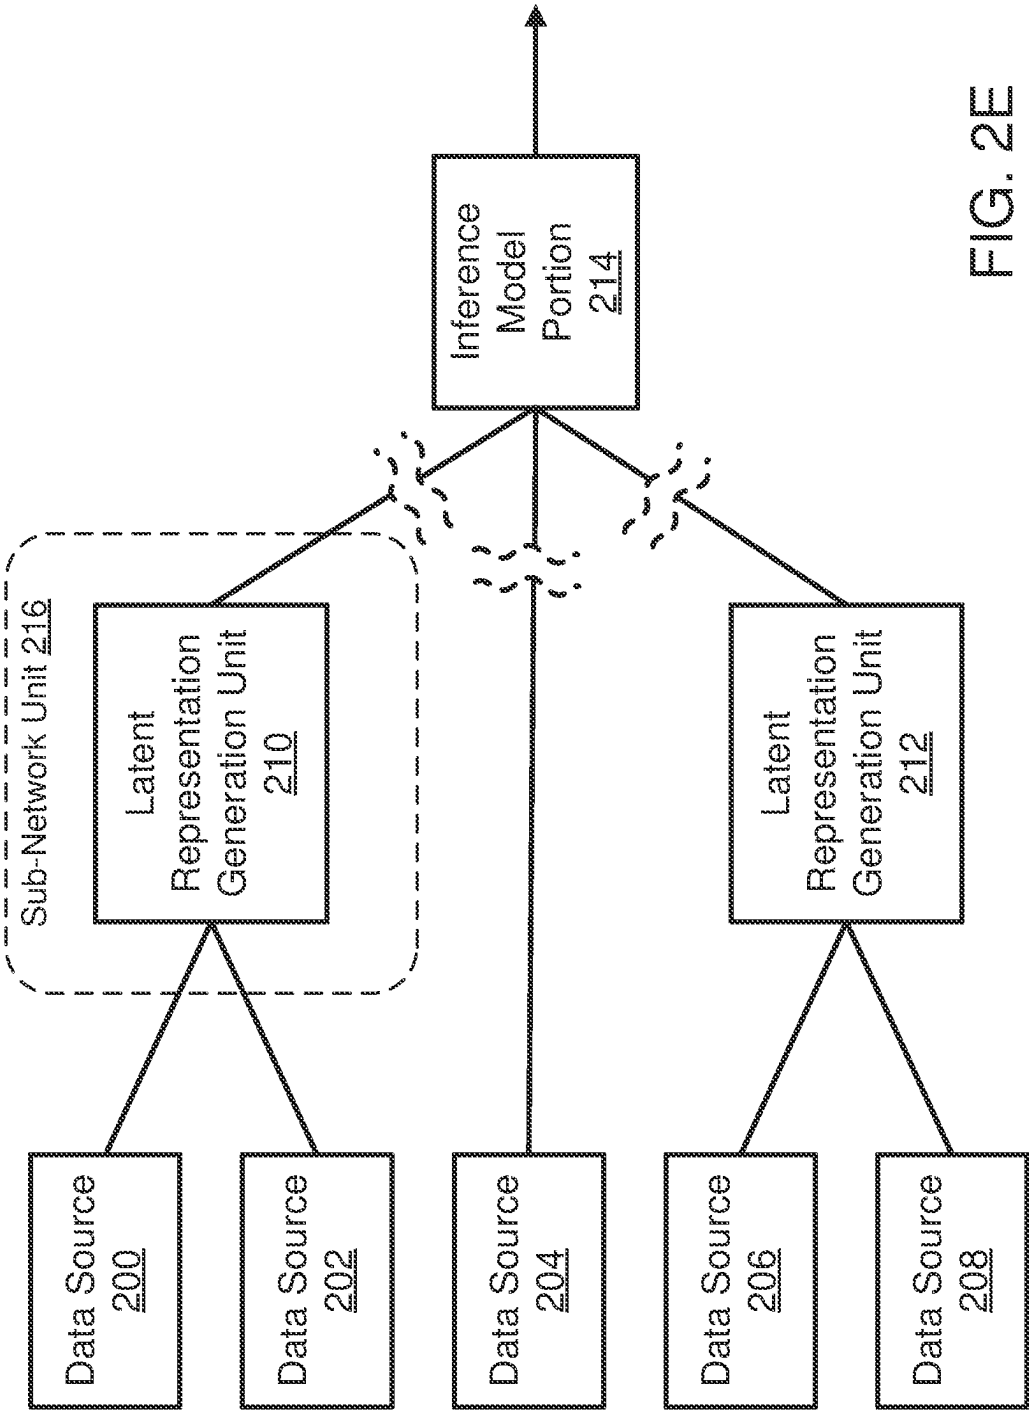 Sub-Network Unit 216
Data Source
200
Data Source
202
Data Source
204
Data Source
206
Data Source
208
Latent
Representation
Generation Unit
210
Latent
Representation
Generation Unit
212
Inference
Model
Portion
214
FIG. 2E